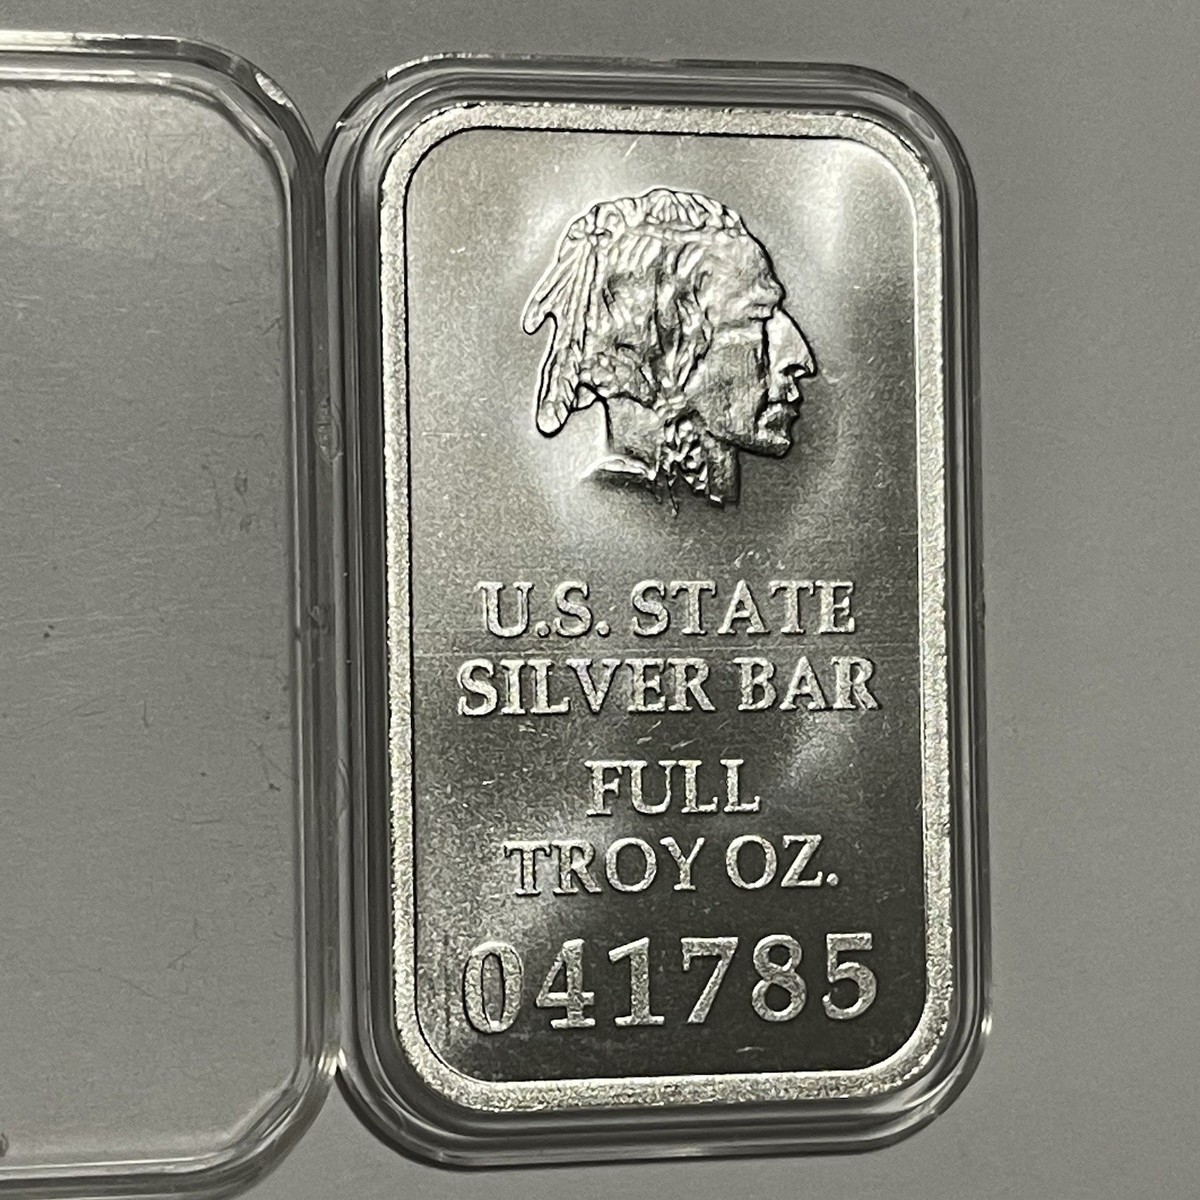 U.S. STATE
SILVER BAR
FULL
TROY OZ.
041785